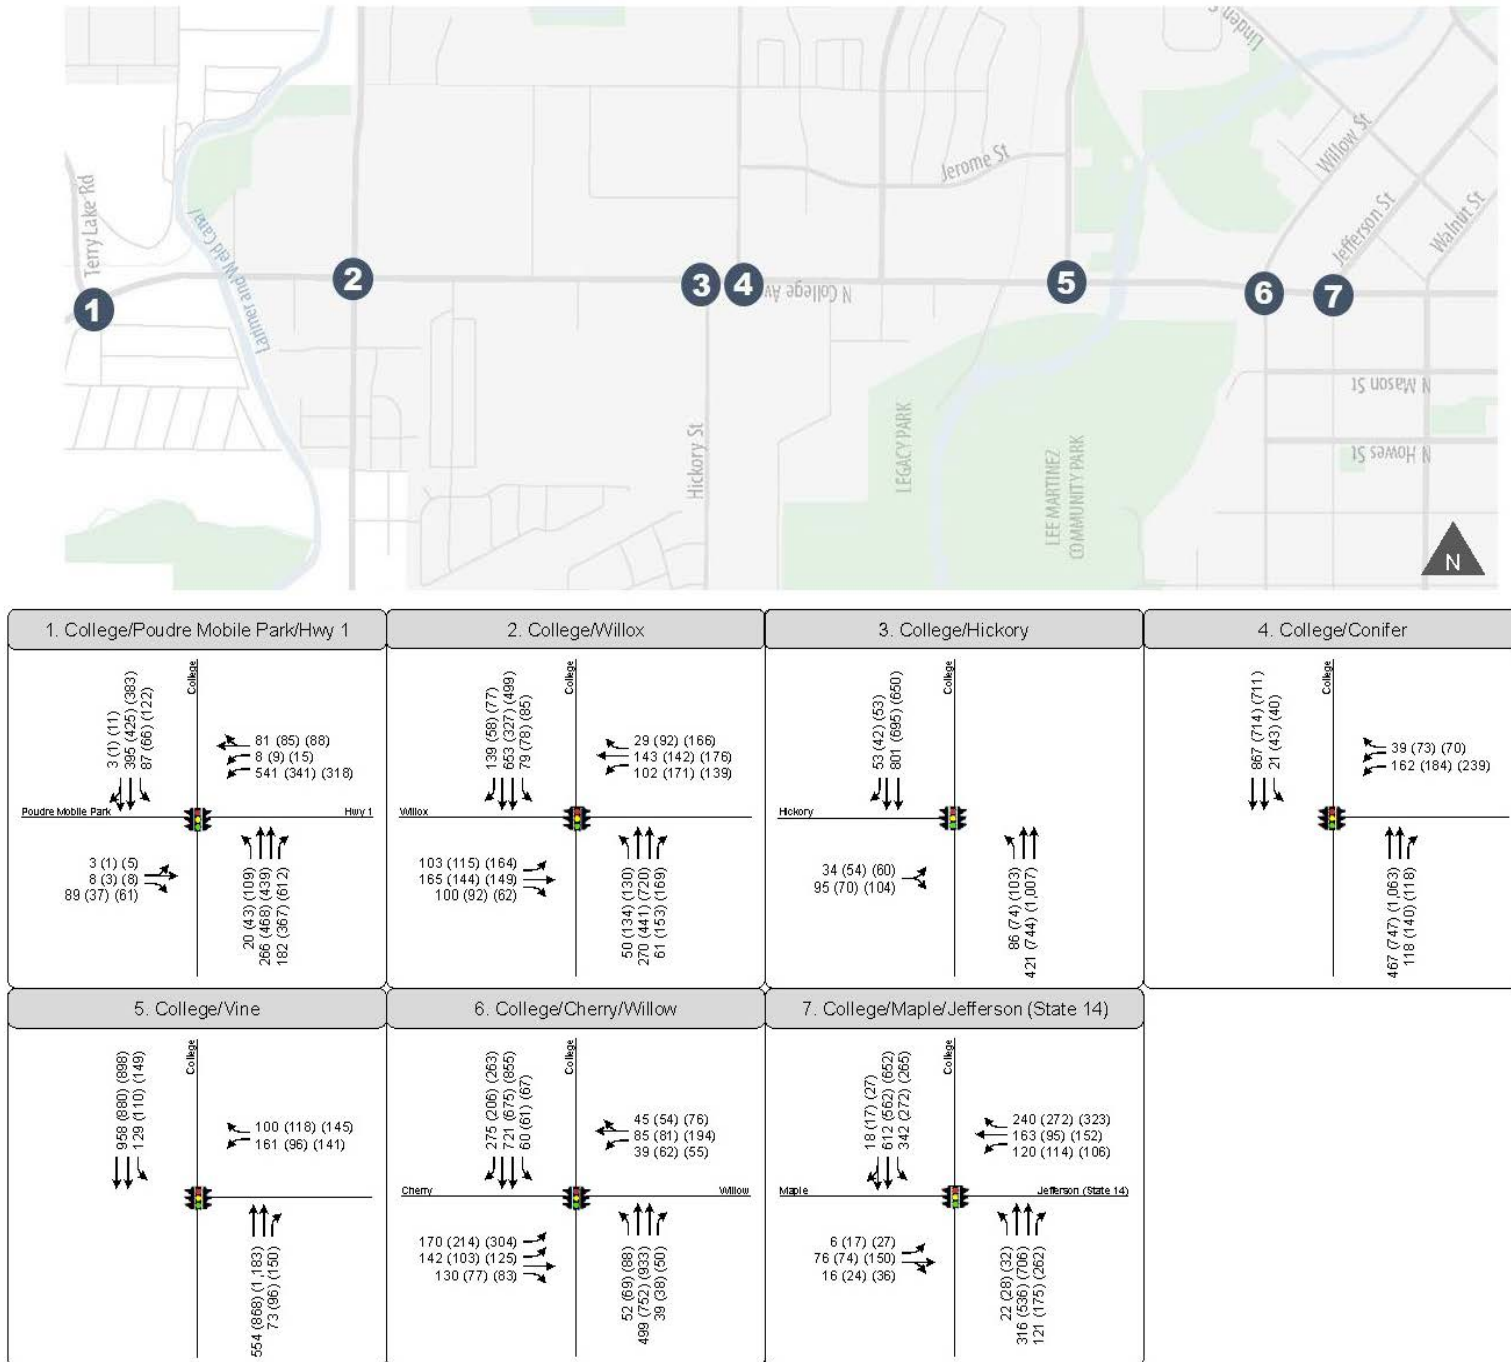 Linden S
Willow St
Jerome St
Jefferson St
Walnut St
Terry Lake Rd
Larimer and Weld Canal
1
2
3
4
N College Av
5
6
7
N Mason St
N Howes St
Hickory St
LEGACY PARK
LEE MARTINEZ
COMMUNITY PARK
N
1. College/Poudre Mobile Park/Hwy 1
College
3 (1) (11)
395 (425) (383)
87 (66) (122)
81 (85) (88)
8 (9) (15)
541 (341) (318)
Poudre Mobile Park
Hwy 1
3 (1) (5)
8 (3) (8)
89 (37) (61)
20 (43) (109)
266 (468) (439)
182 (367) (612)
2. College/Willox
College
139 (58) (77)
653 (327) (499)
79 (78) (85)
29 (92) (166)
143 (142) (176)
102 (171) (139)
Willox
103 (115) (164)
165 (144) (149)
100 (92) (62)
50 (134) (130)
270 (441) (720)
61 (153) (169)
3. College/Hickory
College
53 (42) (53)
801 (695) (650)
Hickory
34 (54) (60)
95 (70) (104)
86 (74) (103)
421 (744) (1,007)
4. College/Conifer
College
867 (714) (711)
21 (43) (40)
39 (73) (70)
162 (184) (239)
467 (747) (1,063)
118 (140) (118)
5. College/Vine
College
958 (880) (898)
129 (110) (149)
100 (118) (145)
161 (96) (141)
554 (868) (1,183)
73 (96) (150)
6. College/Cherry/Willow
College
275 (206) (263)
721 (675) (855)
60 (61) (67)
45 (54) (76)
85 (81) (194)
39 (62) (55)
Cherry
Willow
170 (214) (304)
142 (103) (125)
130 (77) (83)
52 (69) (88)
499 (752) (933)
39 (38) (50)
7. College/Maple/Jefferson (State 14)
College
18 (17) (27)
612 (562) (652)
342 (272) (265)
240 (272) (323)
163 (95) (152)
120 (114) (106)
Maple
Jefferson (State 14)
6 (17) (27)
76 (74) (150)
16 (24) (36)
22 (28) (32)
316 (536) (706)
121 (175) (262)